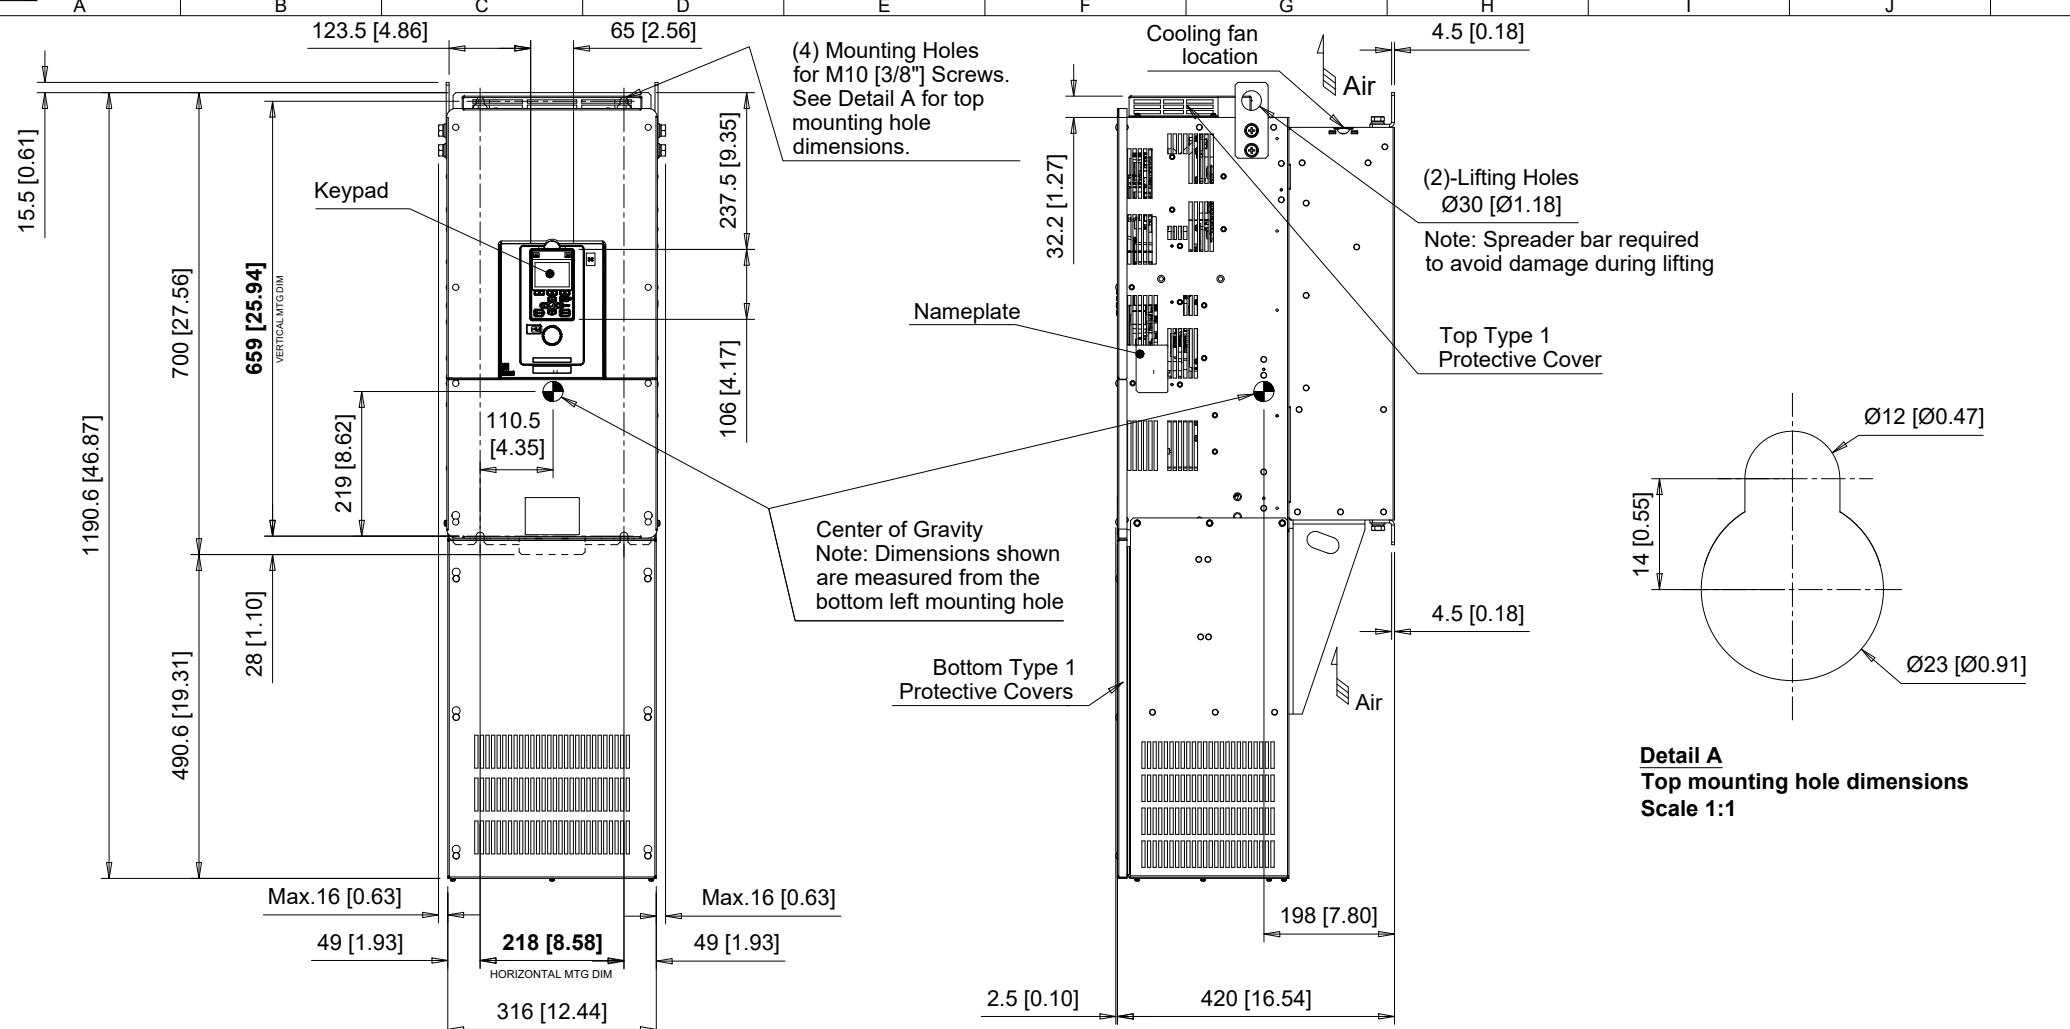 A
B
C
D
E
F
G
H
I
J
123.5 [4.86]
65 [2.56]
(4) Mounting Holes
for M10 [3/8"] Screws.
See Detail A for top
mounting hole
dimensions.
Cooling fan
location
Air
4.5 [0.18]
15.5 [0.61]
Keypad
237.5 [9.35]
32.2 [1.27]
(2)-Lifting Holes
Ø30 [Ø1.18]
Note: Spreader bar required
to avoid damage during lifting
700 [27.56]
659 [25.94]
VERTICAL MTG DIM
Nameplate
Top Type 1
Protective Cover
106 [4.17]
1190.6 [46.87]
219 [8.62]
110.5
[4.35]
Ø12 [Ø0.47]
14 [0.55]
Center of Gravity
Note: Dimensions shown
are measured from the
bottom left mounting hole
28 [1.10]
4.5 [0.18]
490.6 [19.31]
Bottom Type 1
Protective Covers
Air
Ø23 [Ø0.91]
Detail A
Top mounting hole dimensions
Scale 1:1
Max.16 [0.63]
Max.16 [0.63]
49 [1.93]
218 [8.58]
49 [1.93]
HORIZONTAL MTG DIM
198 [7.80]
316 [12.44]
2.5 [0.10]
420 [16.54]